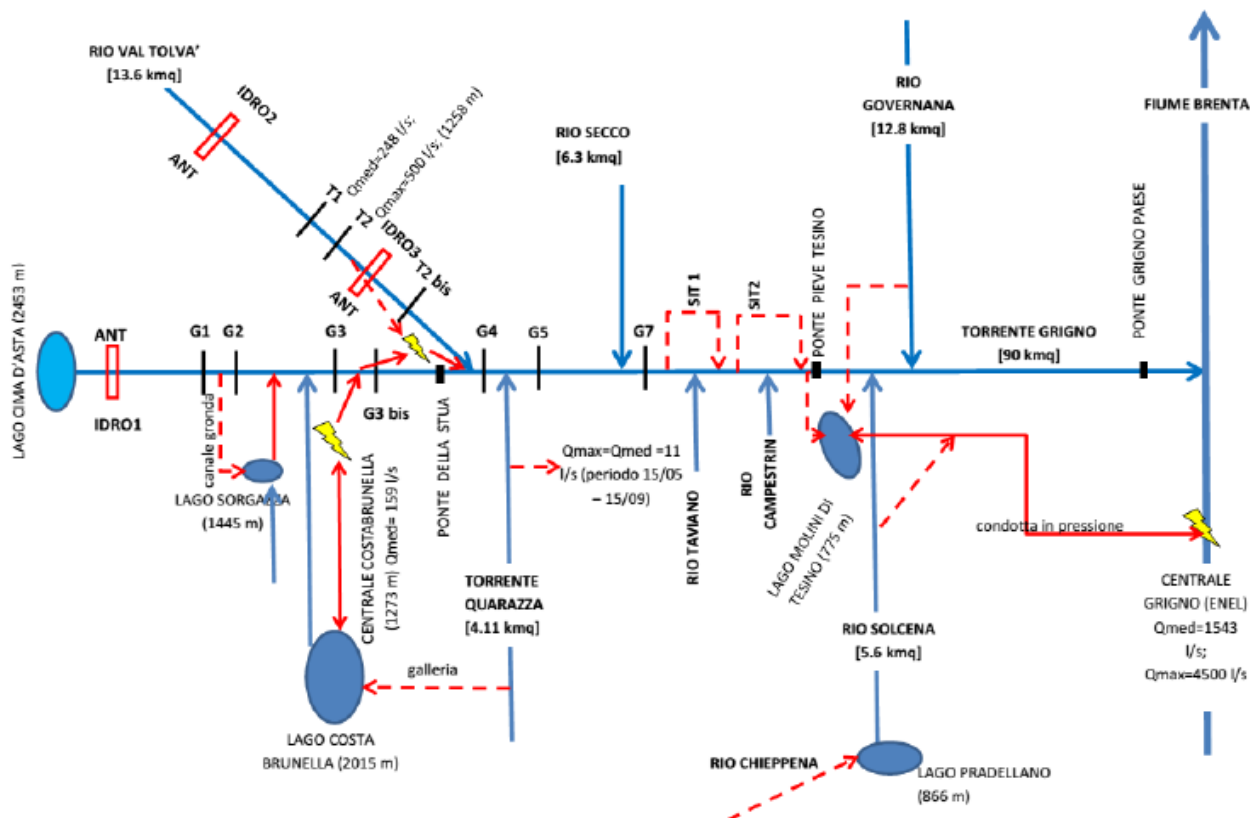 RIO VAL TOLVA'
[13.6 kmq]
IDRO2
ANT
T1
Qmed=248 l/s;
T2
Qmax=500 l/s; (1258 m)
IDRO3
ANT
T2 bis
RIO SECCO
[6.3 kmq]
RIO
GOVERNANA
[12.8 kmq]
FIUME BRENTA
LAGO CIMA D'ASTA (2453 m)
ANT
IDRO1
G1
G2
G3
G3 bis
G4
G5
G7
SIT 1
SIT2
PONTE PIEVE TESINO
PONTE GRIGNO PAESE
TORRENTE GRIGNO
[90 kmq]
canale gronda
LAGO SORGAZZA
(1445 m)
CENTRALE COSTABRUNELLA
(1273 m) Qmed= 159 l/s
PONTE DELLA STUA
Qmax=Qmed =11
l/s (periodo 15/05
– 15/09)
RIO TAVIANO
RIO
CAMPESTRIN
LAGO MOLINI DI
TESINO (775 m)
condotta in pressione
CENTRALE
GRIGNO (ENEL)
Qmed=1543
l/s;
Qmax=4500 l/s
TORRENTE
QUARAZZA
[4.11 kmq]
galleria
LAGO COSTA
BRUNELLA (2015 m)
RIO SOLCENA
[5.6 kmq]
RIO CHIEPPENA
LAGO PRADELLANO
(866 m)